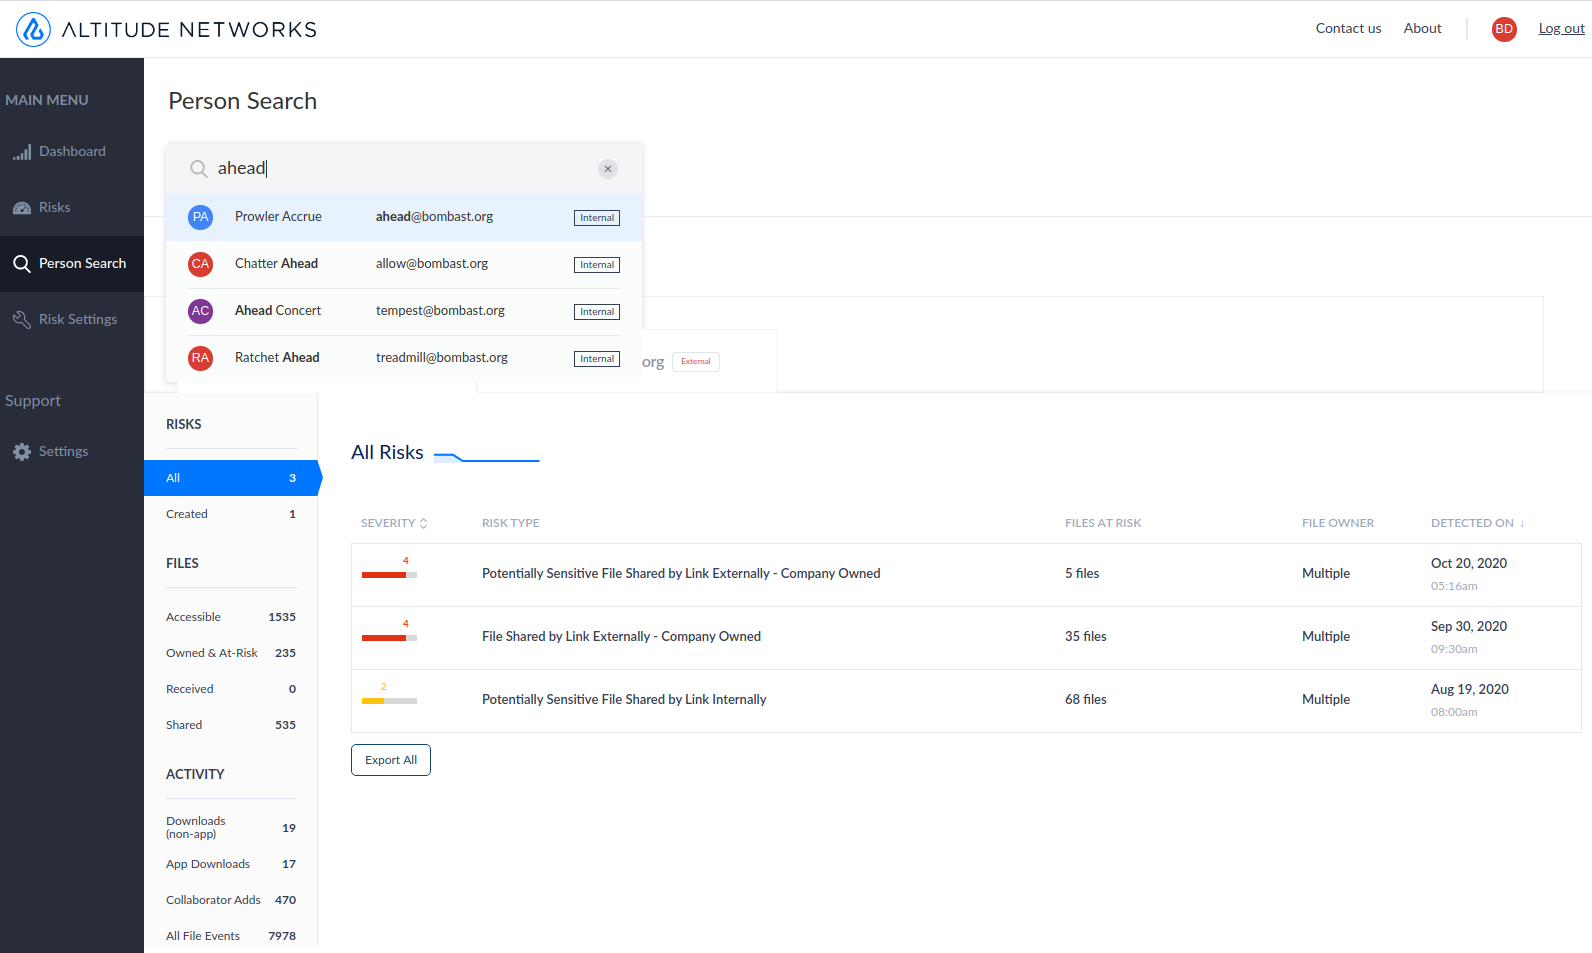 ALTITUDE NETWORKS
Contact us About BD Log out
MAIN MENU
Dashboard
Risks
Person Search
Risk Settings
Support
Settings
Person Search
ahead
PA Prowler Accrue ahead@bombast.org Internal
CA Chatter Ahead allow@bombast.org Internal
AC Ahead Concert tempest@bombast.org Internal
RA Ratchet Ahead treadmill@bombast.org Internal
org External
RISKS
All 3
Created 1
FILES
Accessible 1535
Owned & At-Risk 235
Received 0
Shared 535
ACTIVITY
Downloads
(non-app) 19
App Downloads 17
Collaborator Adds 470
All File Events 7978
All Risks
SEVERITY RISK TYPE FILES AT RISK FILE OWNER DETECTED ON ↓
4 Potentially Sensitive File Shared by Link Externally - Company Owned 5 files Multiple Oct 20, 2020
05:16am
4 File Shared by Link Externally - Company Owned 35 files Multiple Sep 30, 2020
09:30am
2 Potentially Sensitive File Shared by Link Internally 68 files Multiple Aug 19, 2020
08:00am
Export All